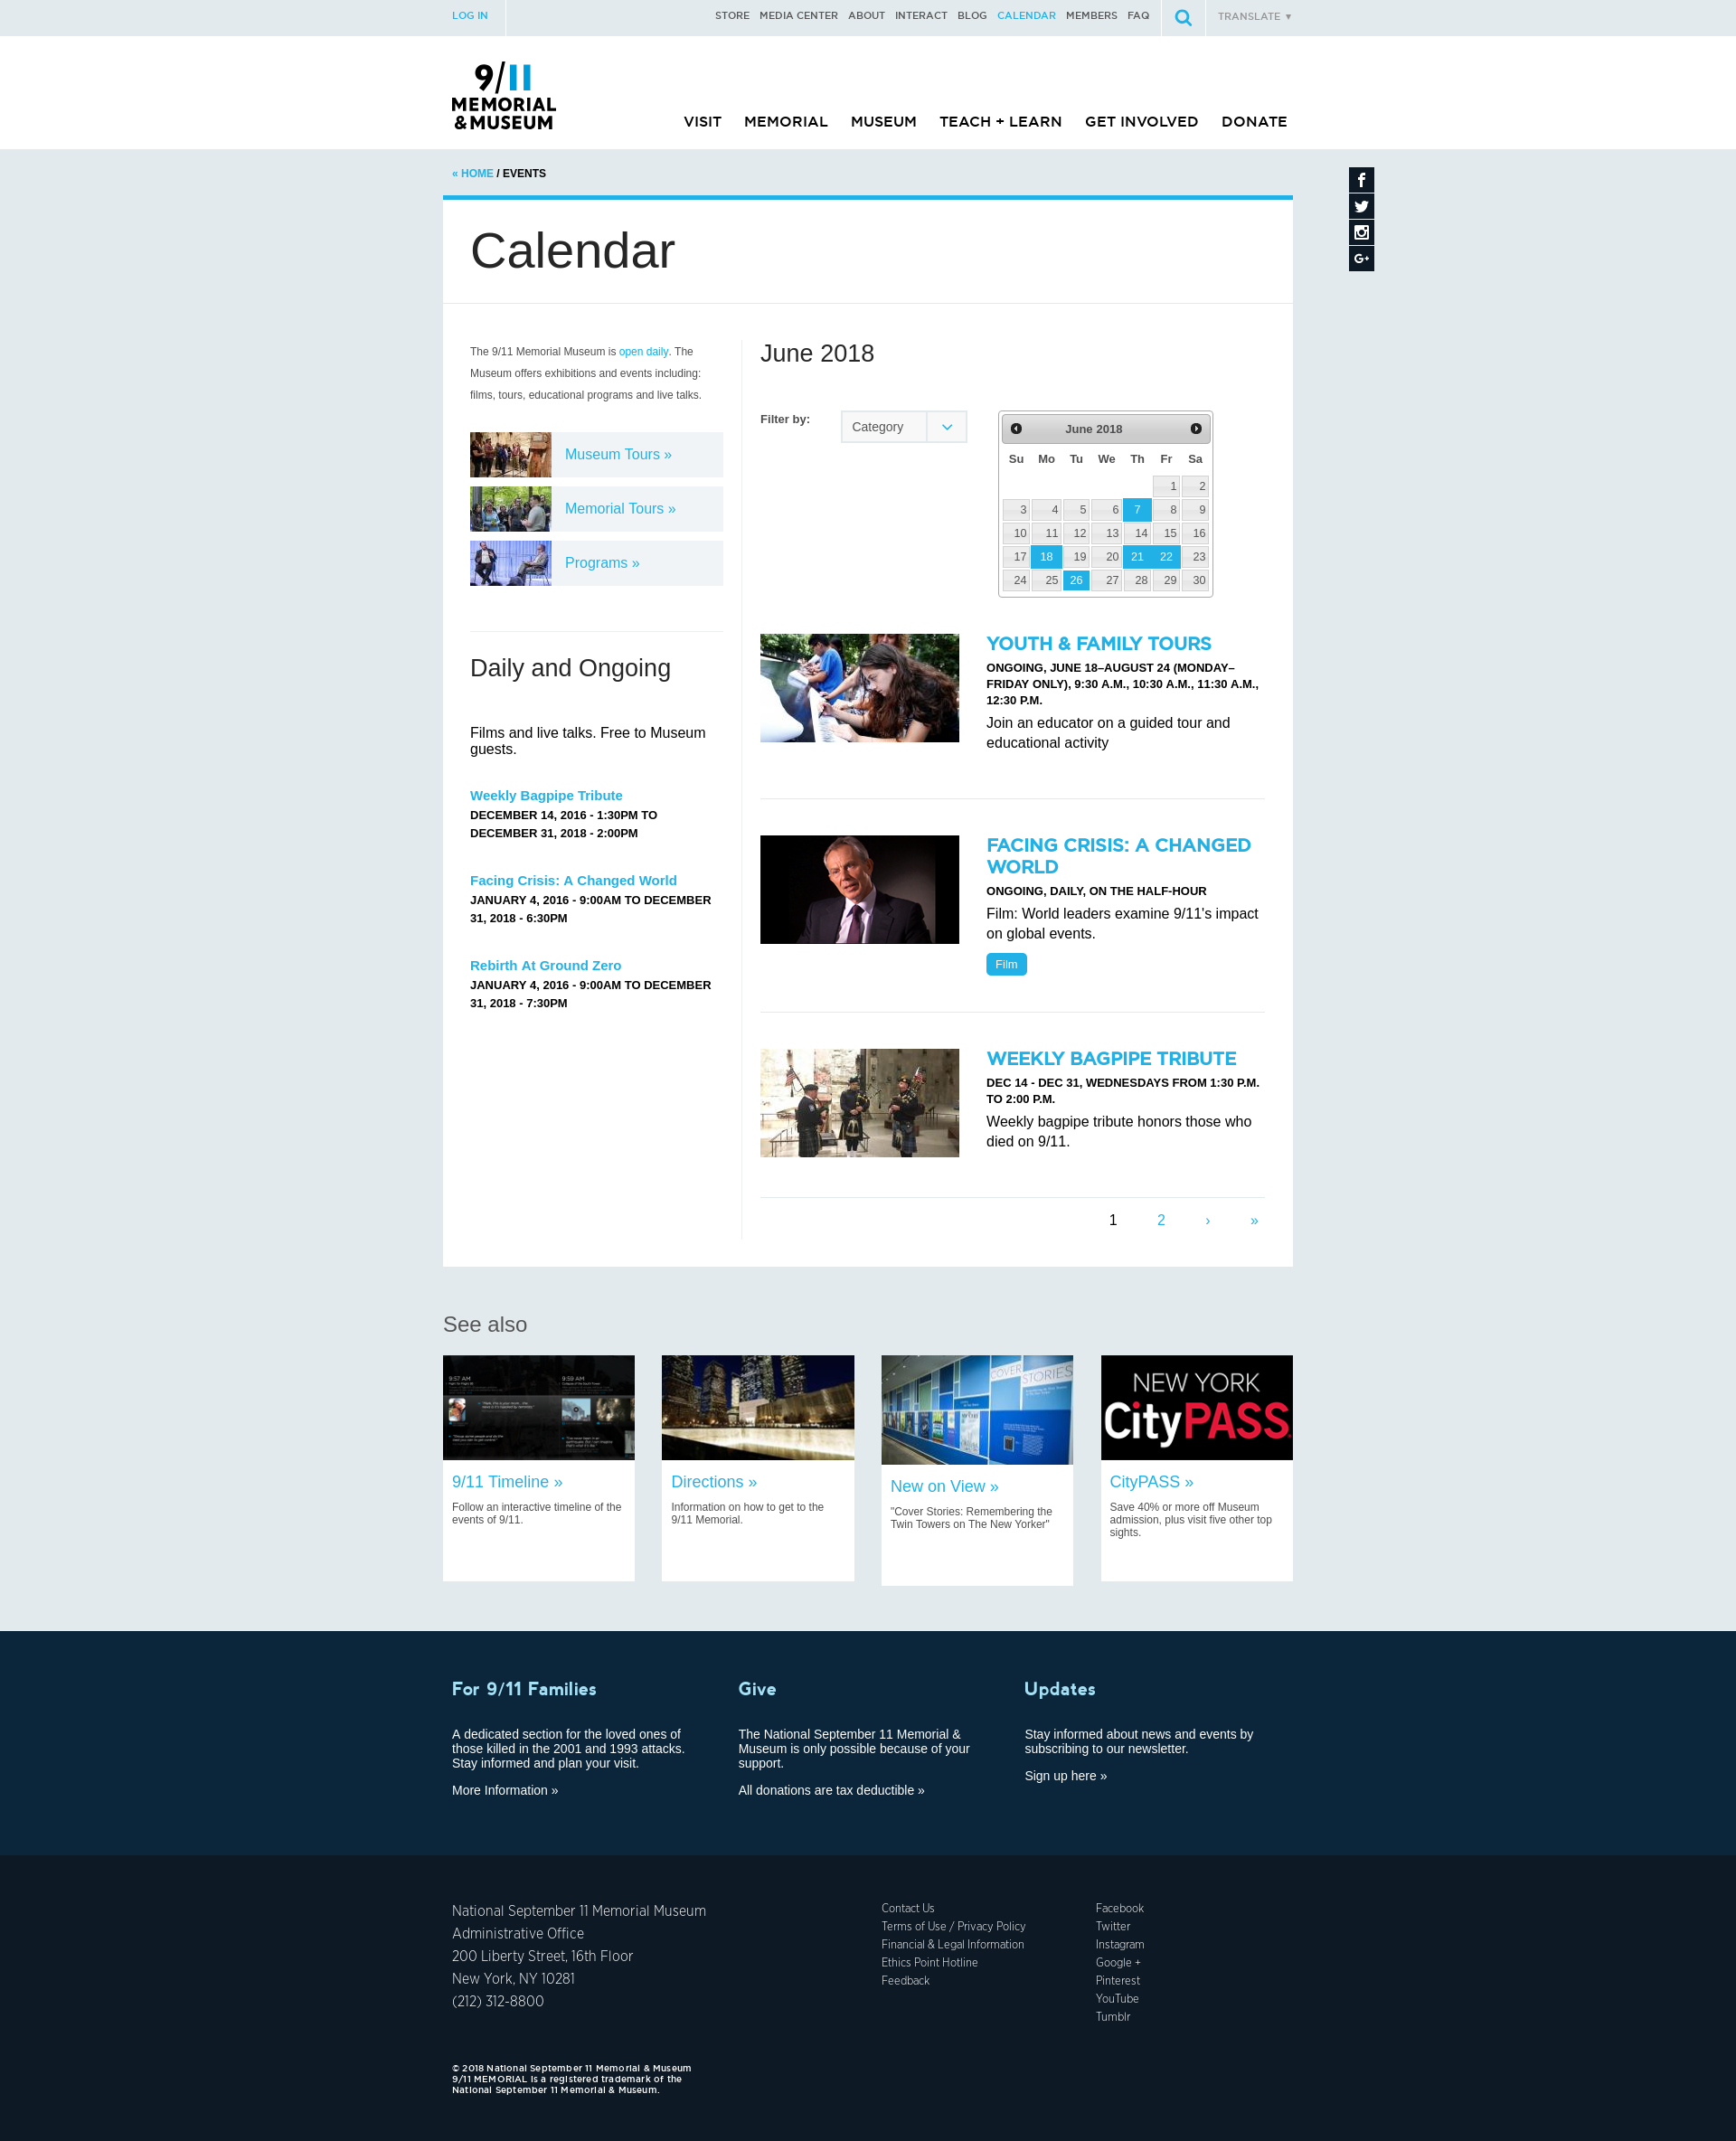 LOG IN
STORE MEDIA CENTER ABOUT INTERACT BLOG CALENDAR MEMBERS FAQ
TRANSLATE ▼
9/11
MEMORIAL
& MUSEUM
VISIT MEMORIAL MUSEUM TEACH + LEARN GET INVOLVED DONATE
« HOME / EVENTS
Calendar
The 9/11 Memorial Museum is open daily. The
Museum offers exhibitions and events including:
films, tours, educational programs and live talks.
Museum Tours »
Memorial Tours »
Programs »
Daily and Ongoing
Films and live talks. Free to Museum
guests.
Weekly Bagpipe Tribute
DECEMBER 14, 2016 - 1:30PM TO
DECEMBER 31, 2018 - 2:00PM
Facing Crisis: A Changed World
JANUARY 4, 2016 - 9:00AM TO DECEMBER
31, 2018 - 6:30PM
Rebirth At Ground Zero
JANUARY 4, 2016 - 9:00AM TO DECEMBER
31, 2018 - 7:30PM
June 2018
Filter by:
Category
June 2018
Su Mo Tu We Th Fr Sa
1 2
3 4 5 6 7 8 9
10 11 12 13 14 15 16
17 18 19 20 21 22 23
24 25 26 27 28 29 30
YOUTH & FAMILY TOURS
ONGOING, JUNE 18–AUGUST 24 (MONDAY–
FRIDAY ONLY), 9:30 A.M., 10:30 A.M., 11:30 A.M.,
12:30 P.M.
Join an educator on a guided tour and
educational activity
FACING CRISIS: A CHANGED
WORLD
ONGOING, DAILY, ON THE HALF-HOUR
Film: World leaders examine 9/11's impact
on global events.
Film
WEEKLY BAGPIPE TRIBUTE
DEC 14 - DEC 31, WEDNESDAYS FROM 1:30 P.M.
TO 2:00 P.M.
Weekly bagpipe tribute honors those who
died on 9/11.
1 2 › »
See also
9:57 AM
9:59 AM
9/11 Timeline »
Follow an interactive timeline of the
events of 9/11.
Directions »
Information on how to get to the
9/11 Memorial.
COVER
STORIES
New on View »
"Cover Stories: Remembering the
Twin Towers on The New Yorker"
NEW YORK
CityPASS
CityPASS »
Save 40% or more off Museum
admission, plus visit five other top
sights.
For 9/11 Families
A dedicated section for the loved ones of
those killed in the 2001 and 1993 attacks.
Stay informed and plan your visit.
More Information »
Give
The National September 11 Memorial &
Museum is only possible because of your
support.
All donations are tax deductible »
Updates
Stay informed about news and events by
subscribing to our newsletter.
Sign up here »
National September 11 Memorial Museum
Administrative Office
200 Liberty Street, 16th Floor
New York, NY 10281
(212) 312-8800
Contact Us
Terms of Use / Privacy Policy
Financial & Legal Information
Ethics Point Hotline
Feedback
Facebook
Twitter
Instagram
Google +
Pinterest
YouTube
Tumblr
© 2018 National September 11 Memorial & Museum
9/11 MEMORIAL is a registered trademark of the
National September 11 Memorial & Museum.